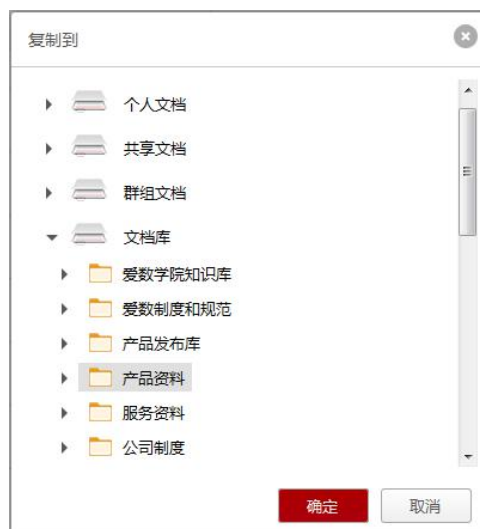 复制到
个人文档
共享文档
群组文档
文档库
爱数学院知识库
爱数制度和规范
产品发布库
产品资料
服务资料
公司制度
确定 取消